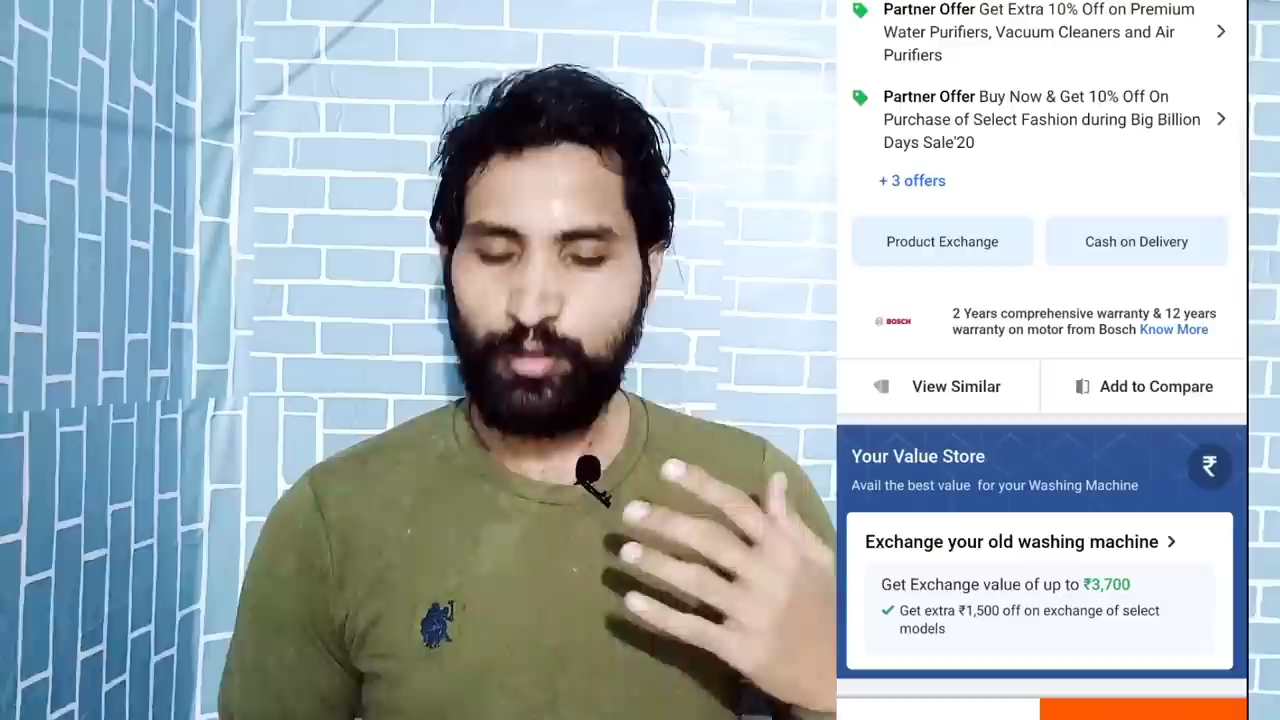 Partner Offer Get Extra 10% Off on Premium
Water Purifiers, Vacuum Cleaners and Air
Purifiers
Partner Offer Buy Now & Get 10% Off On
Purchase of Select Fashion during Big Billion
Days Sale'20
+ 3 offers
Product Exchange
Cash on Delivery
BOSCH
2 Years comprehensive warranty & 12 years
warranty on motor from Bosch Know More
View Similar
Add to Compare
Your Value Store
₹
Avail the best value for your Washing Machine
Exchange your old washing machine
Get Exchange value of up to ₹3,700
Get extra ₹1,500 off on exchange of select
models